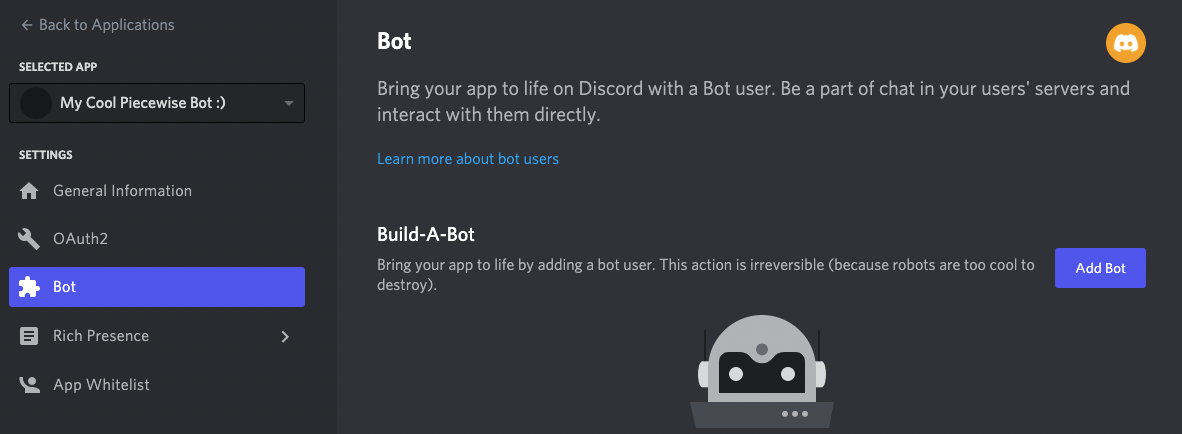 ← Back to Applications
SELECTED APP
My Cool Piecewise Bot :)
SETTINGS
General Information
OAuth2
Bot
Rich Presence
App Whitelist
Bot
Bring your app to life on Discord with a Bot user. Be a part of chat in your users' servers and
interact with them directly.
Learn more about bot users
Build-A-Bot
Bring your app to life by adding a bot user. This action is irreversible (because robots are too cool to
destroy).
Add Bot